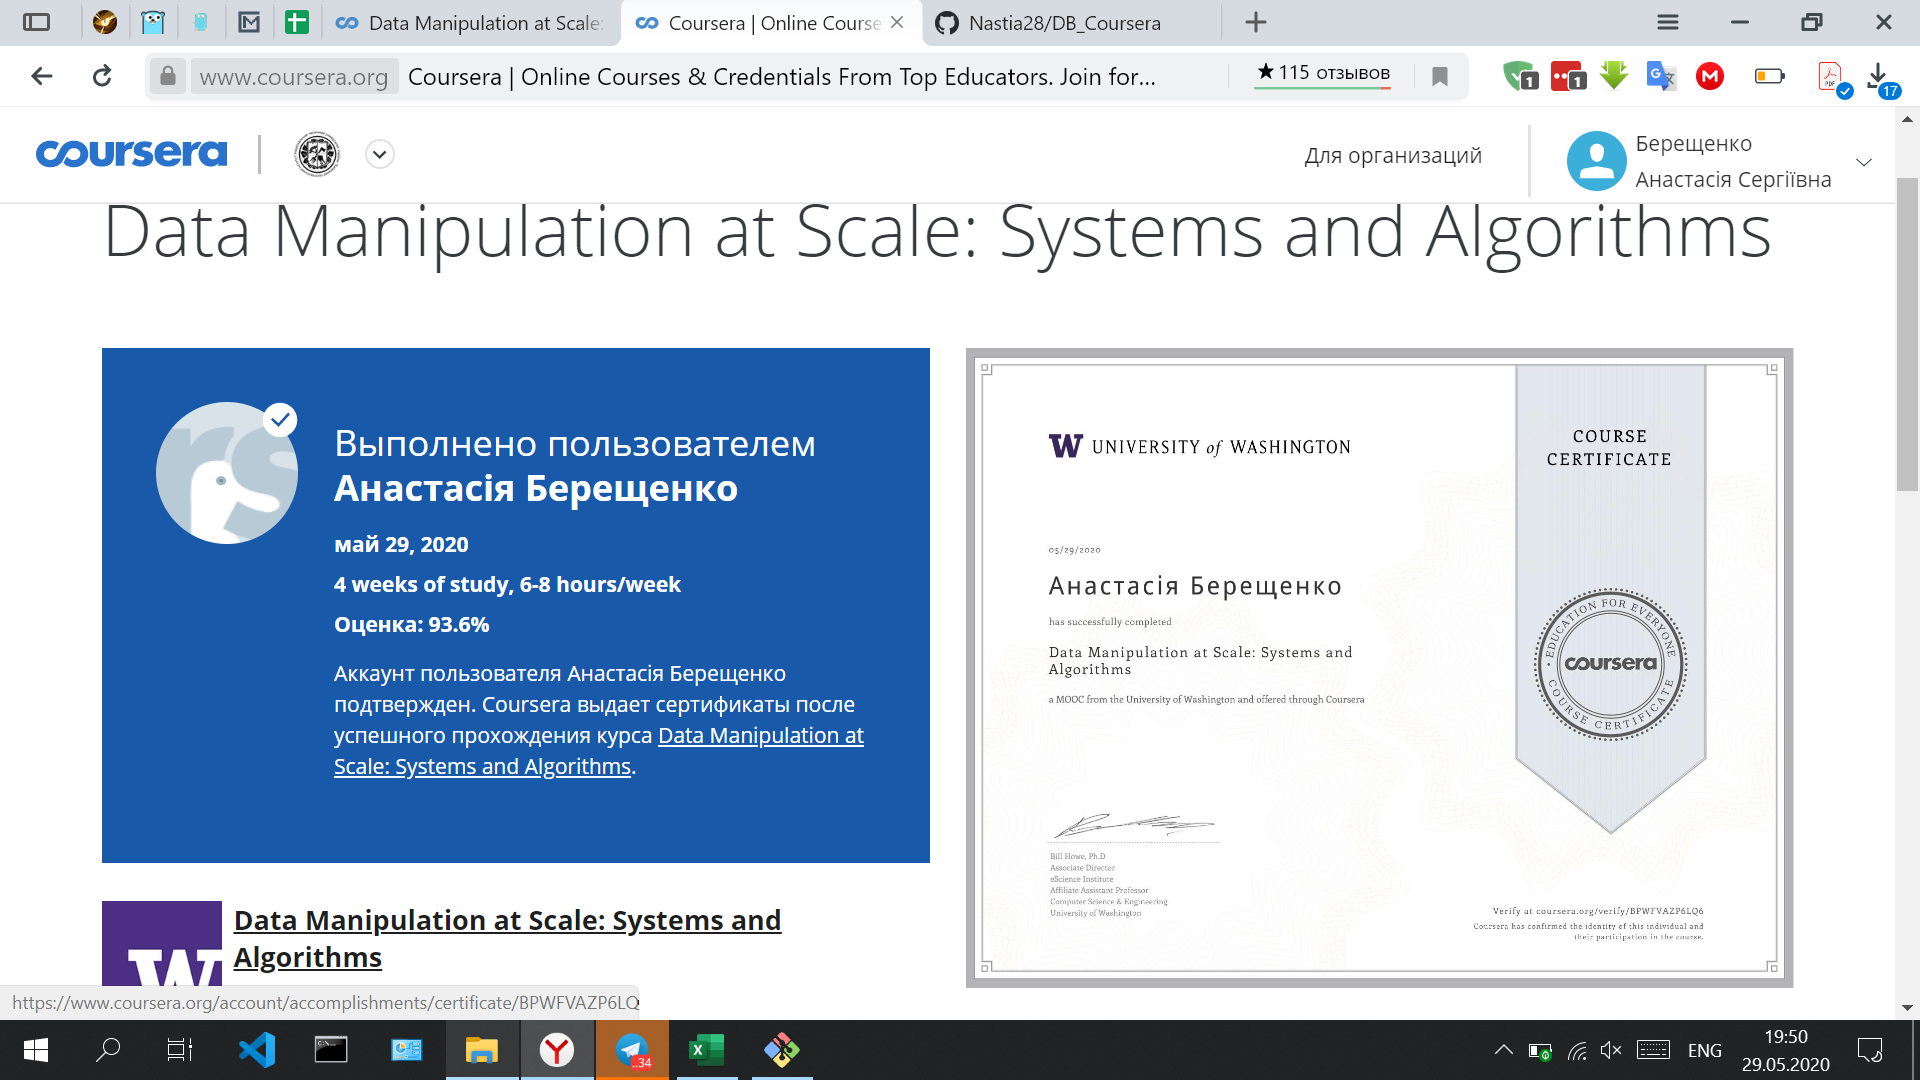 Data Manipulation at Scale:
Coursera | Online Course
Nastia28/DB_Coursera
www.coursera.org
Coursera | Online Courses & Credentials From Top Educators. Join for...
★115 отзывов
1
1
17
coursera
Для организаций
Берещенко
Анастасія Сергіївна
Data Manipulation at Scale: Systems and Algorithms
Выполнено пользователем
Анастасія Берещенко
май 29, 2020
4 weeks of study, 6-8 hours/week
Оценка: 93.6%
Аккаунт пользователя Анастасія Берещенко
подтвержден. Coursera выдает сертификаты после
успешного прохождения курса Data Manipulation at
Scale: Systems and Algorithms.
W UNIVERSITY of WASHINGTON
05/29/2020
Анастасія Берещенко
has successfully completed
Data Manipulation at Scale: Systems and
Algorithms
a MOOC from the University of Washington and offered through Coursera
Bill Howe, Ph.D
Associate Director
eScience Institute
Affiliate Assistant Professor
Computer Science & Engineering
University of Washington
COURSE
CERTIFICATE
EDUCATION FOR EVERYONE
coursera
COURSE CERTIFICATE
Verify at coursera.org/verify/BPWFVAZP6LQ6
Coursera has confirmed the identity of this individual and
their participation in the course.
W
Data Manipulation at Scale: Systems and
Algorithms
https://www.coursera.org/account/accomplishments/certificate/BPWFVAZP6LQ
..34
ENG
19:50
29.05.2020